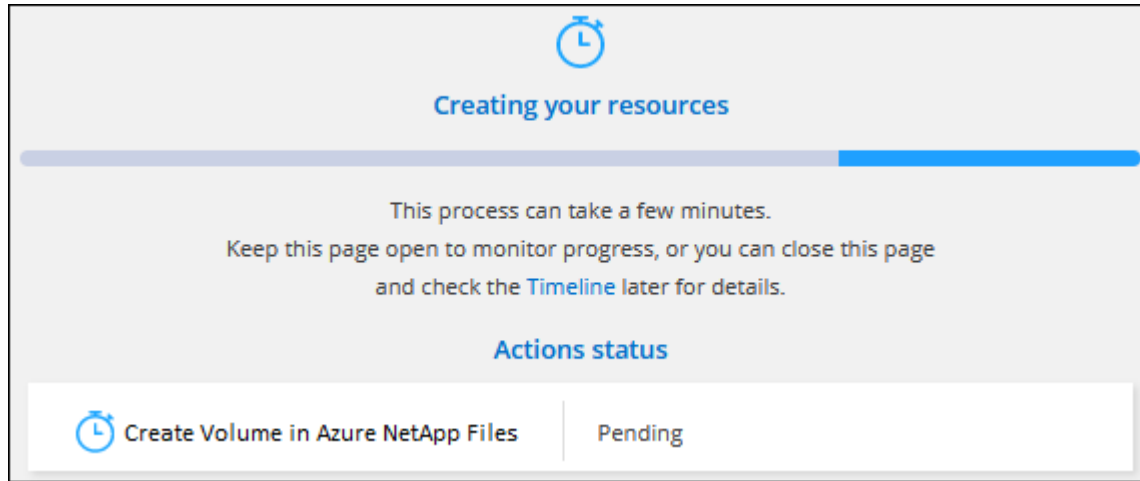 Creating your resources
This process can take a few minutes.
Keep this page open to monitor progress, or you can close this page
and check the Timeline later for details.
Actions status
Create Volume in Azure NetApp Files
Pending